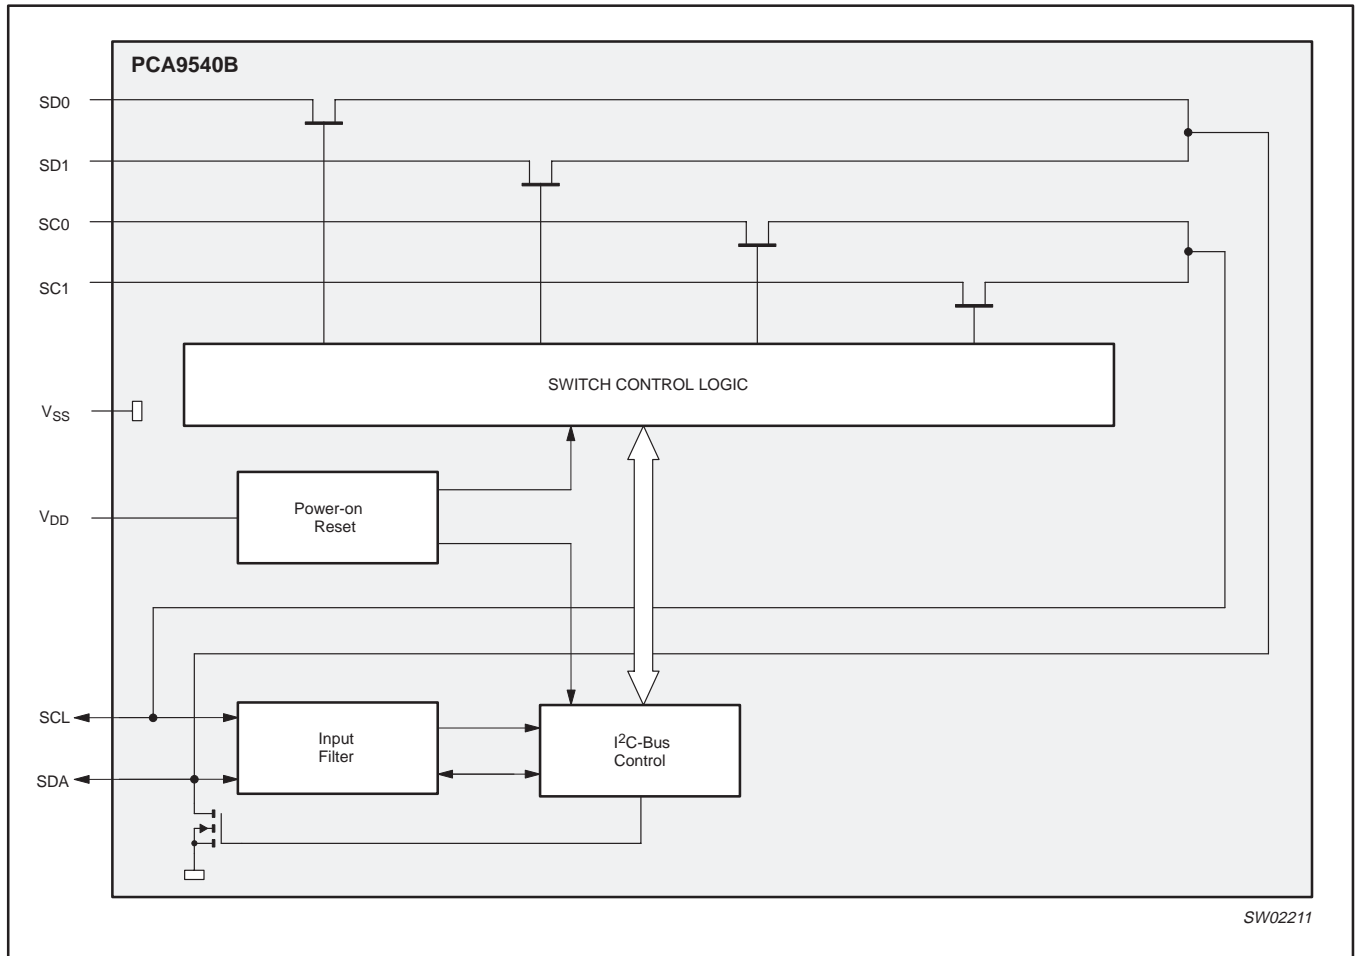 PCA9540B
SD0
SD1
SC0
SC1
SWITCH CONTROL LOGIC
VSS
Power-on
Reset
VDD
SCL
Input
Filter
I2C-Bus
Control
SDA
SW02211